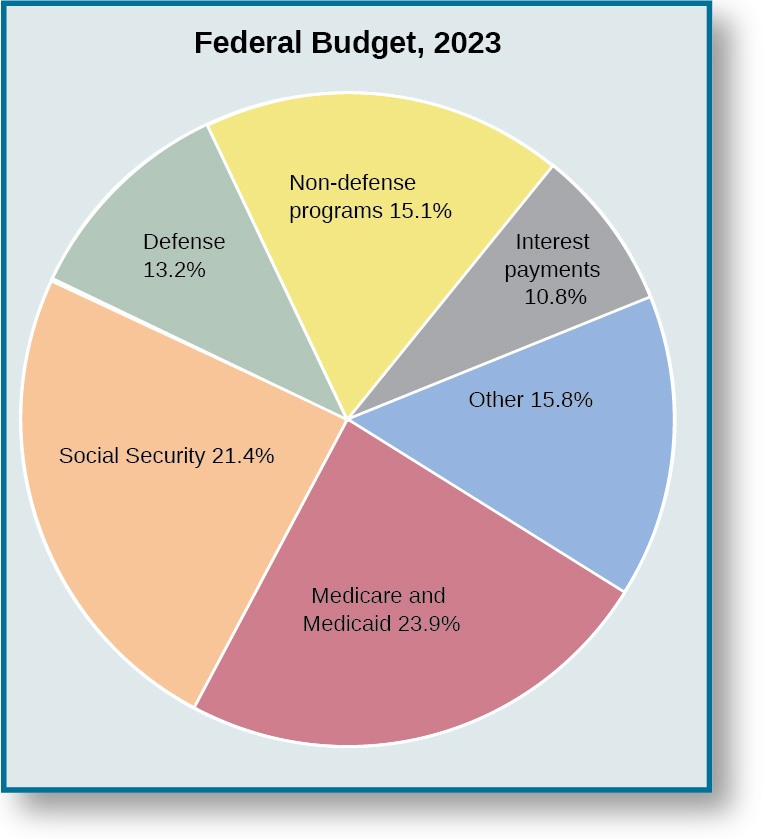 Federal Budget, 2023
Non-defense
programs 15.1%
Defense
13.2%
Interest
payments
10.8%
Other 15.8%
Social Security 21.4%
Medicare and
Medicaid 23.9%